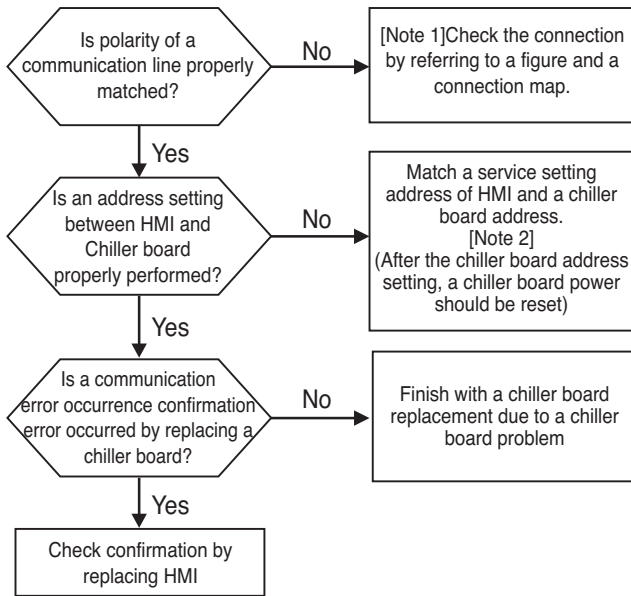 Is polarity of a
communication line properly
matched?
No
[Note 1]Check the connection
by referring to a figure and a
connection map.
Yes
Is an address setting
between HMI and
Chiller board
properly performed?
No
Match a service setting
address of HMI and a chiller
board address.
[Note 2]
(After the chiller board address
setting, a chiller board power
should be reset)
Yes
Is a communication
error occurrence confirmation
error occurred by replacing a
chiller board?
No
Finish with a chiller board
replacement due to a chiller
board problem
Yes
Check confirmation by
replacing HMI